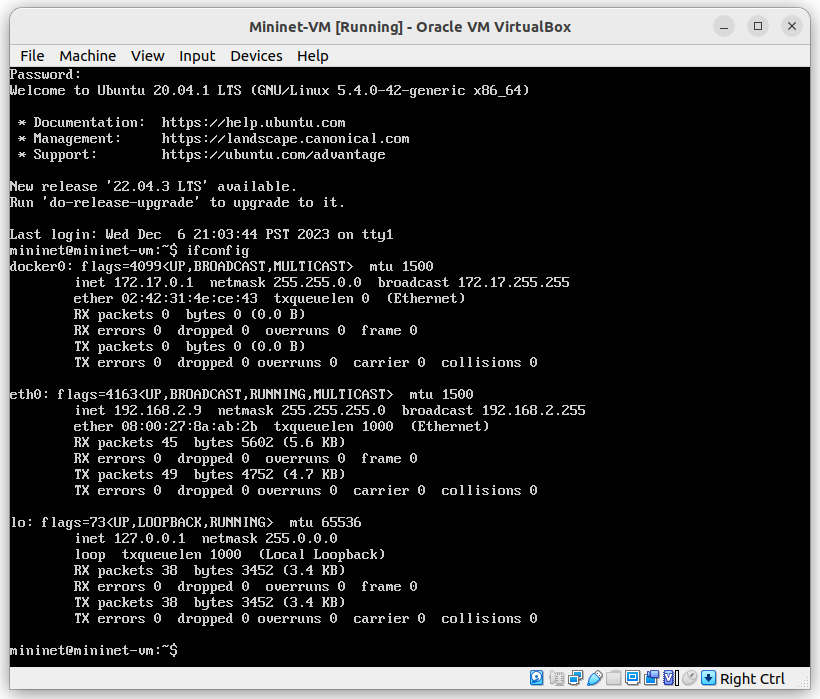 Mininet-VM [Running] - Oracle VM VirtualBox
File Machine View Input Devices Help
Password:
Welcome to Ubuntu 20.04.1 LTS (GNU/Linux 5.4.0-42-generic x86_64)
* Documentation: https://help.ubuntu.com
* Management: https://landscape.canonical.com
* Support: https://ubuntu.com/advantage
New release '22.04.3 LTS' available.
Run 'do-release-upgrade' to upgrade to it.
Last login: Wed Dec 6 21:03:44 PST 2023 on tty1
mininet@mininet-vm:~$ ifconfig
docker0: flags=4099<UP,BROADCAST,MULTICAST> mtu 1500
inet 172.17.0.1 netmask 255.255.0.0 broadcast 172.17.255.255
ether 02:42:31:4e:ce:43 txqueuelen 0 (Ethernet)
RX packets 0 bytes 0 (0.0 B)
RX errors 0 dropped 0 overruns 0 frame 0
TX packets 0 bytes 0 (0.0 B)
TX errors 0 dropped 0 overruns 0 carrier 0 collisions 0
eth0: flags=4163<UP,BROADCAST,RUNNING,MULTICAST> mtu 1500
inet 192.168.2.9 netmask 255.255.255.0 broadcast 192.168.2.255
ether 08:00:27:8a:ab:2b txqueuelen 1000 (Ethernet)
RX packets 45 bytes 5602 (5.6 KB)
RX errors 0 dropped 0 overruns 0 frame 0
TX packets 49 bytes 4752 (4.7 KB)
TX errors 0 dropped 0 overruns 0 carrier 0 collisions 0
lo: flags=73<UP,LOOPBACK,RUNNING> mtu 65536
inet 127.0.0.1 netmask 255.0.0.0
loop txqueuelen 1000 (Local Loopback)
RX packets 38 bytes 3452 (3.4 KB)
RX errors 0 dropped 0 overruns 0 frame 0
TX packets 38 bytes 3452 (3.4 KB)
TX errors 0 dropped 0 overruns 0 carrier 0 collisions 0
mininet@mininet-vm:~$
Right Ctrl